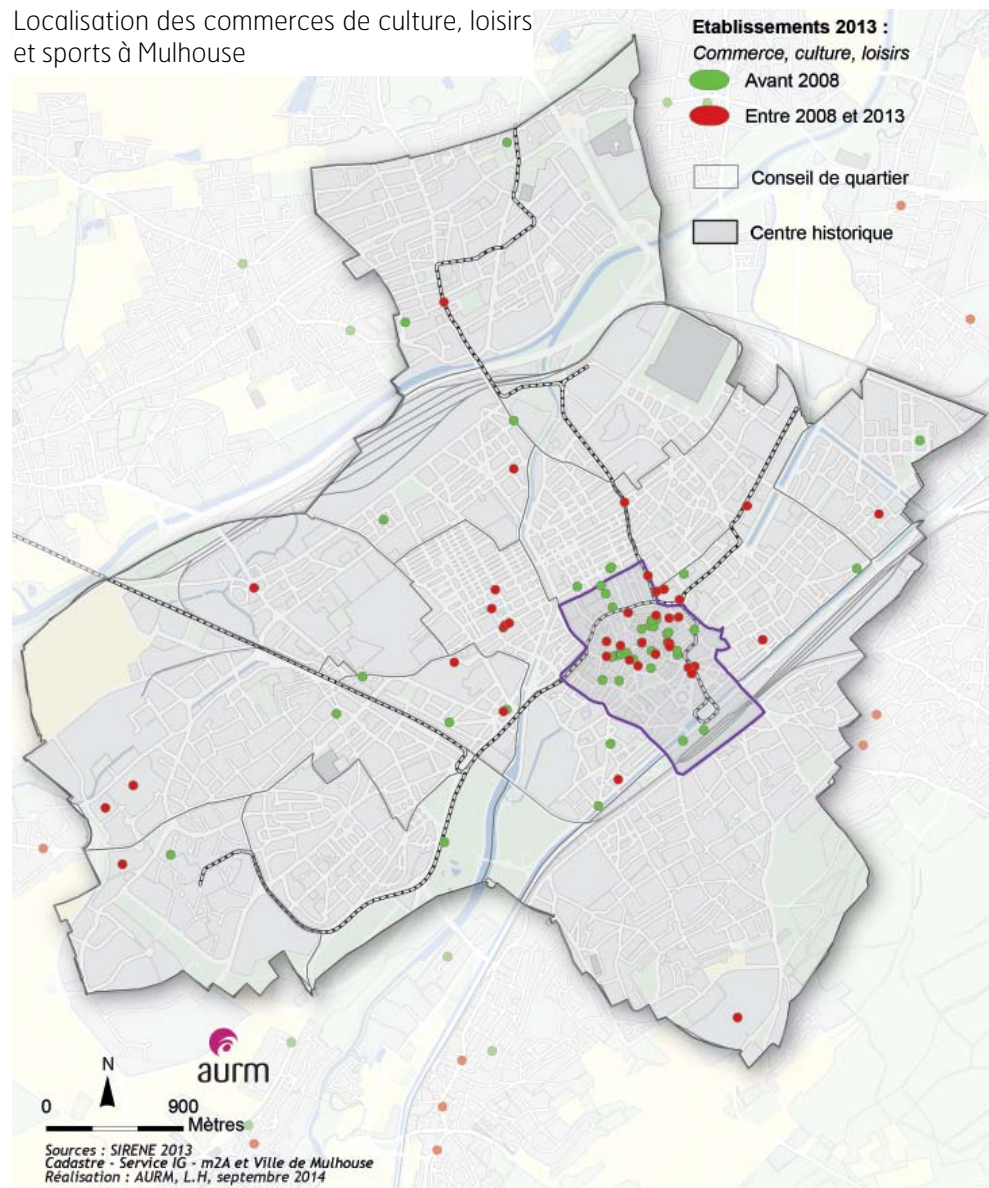 Localisation des commerces de culture, loisirs
et sports à Mulhouse
Etablissements 2013 :
Commerce, culture, loisirs
Avant 2008
Entre 2008 et 2013
Conseil de quartier
Centre historique
aurm
N
0 900
Mètres
Sources : SIRENE 2013
Cadastre - Service IG - m2A et Ville de Mulhouse
Réalisation : AURM, L.H, septembre 2014